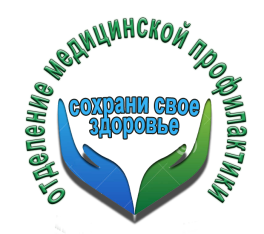 ОТДЕЛЕНИЕ МЕДИЦИНСКОЙ ПРОФИЛАКТИКИ
СОХРАНИ СВОЕ
ЗДОРОВЬЕ